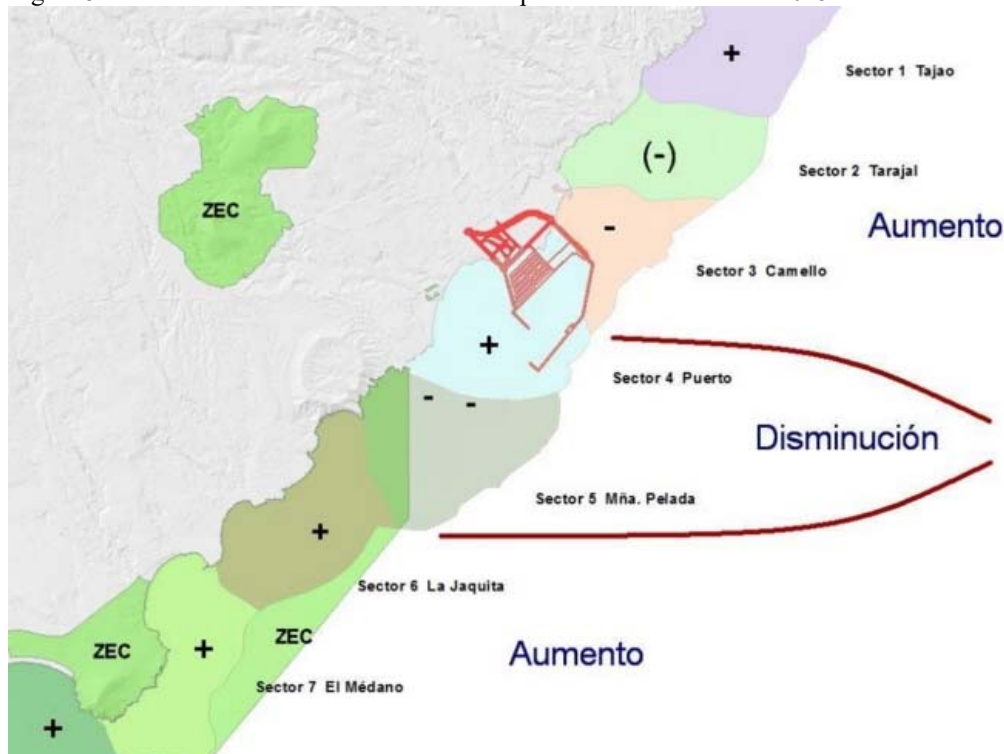 +
Sector 1 Tajao
(-)
Sector 2 Tarajal
ZEC
Aumento
-
Sector 3 Camello
+
Sector 4 Puerto
- -
Disminución
Sector 5 Mña. Pelada
+
Sector 6 La Jaquita
ZEC
ZEC
+
Aumento
Sector 7 El Médano
+